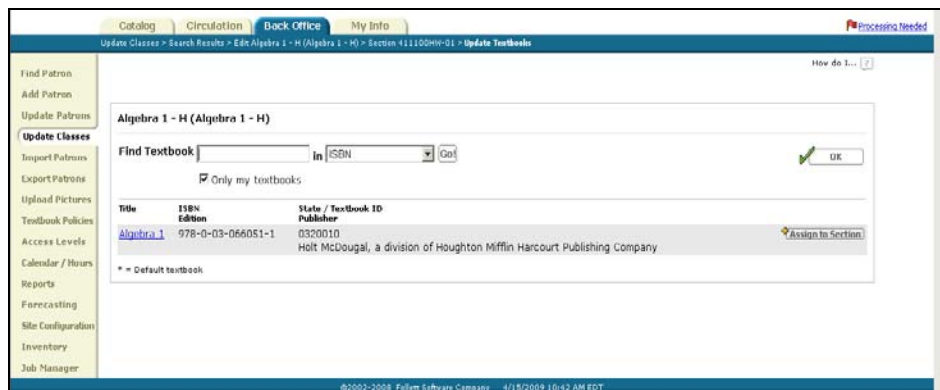 Catalog Circulation Back Office My Info
Processing Needed
Update Classes > Search Results > Edit Algebra 1 - H (Algebra 1 - H) > Section 411100HW-01 > Update Textbooks
How do I... ?
Find Patron
Add Patron
Update Patrons
Update Classes
Import Patrons
Export Patrons
Upload Pictures
Textbook Policies
Access Levels
Calendar / Hours
Reports
Forecasting
Site Configuration
Inventory
Job Manager
Algebra 1 - H (Algebra 1 - H)
Find Textbook in ISBN Go!
OK
Only my textbooks
Title ISBN State / Textbook ID
Edition Publisher
Algebra 1 978-0-03-066051-1 0320010
Assign to Section
Holt McDougal, a division of Houghton Mifflin Harcourt Publishing Company
* = Default textbook
©2002-2008 Follett Software Company 4/15/2009 10:42 AM EDT